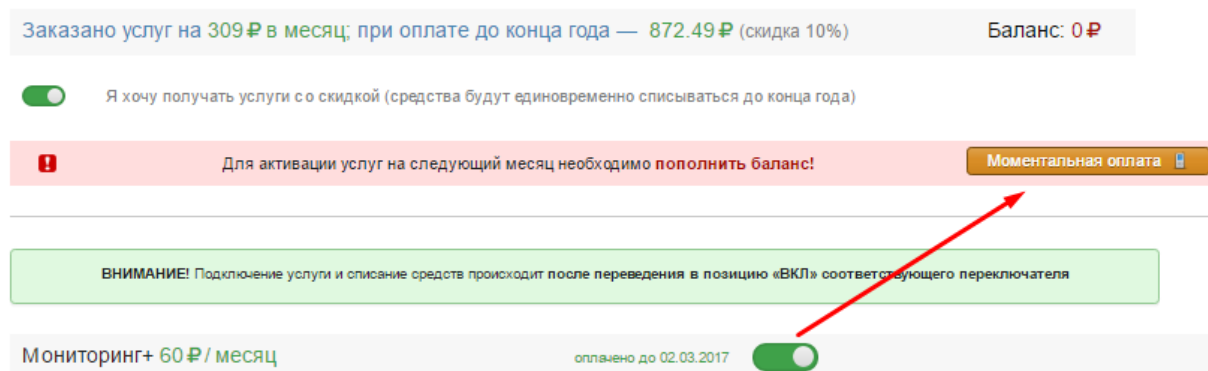 Заказано услуг на 309 ₽ в месяц; при оплате до конца года — 872.49 ₽ (скидка 10%) Баланс: 0 ₽
Я хочу получать услуги со скидкой (средства будут единовременно списываться до конца года)
Для активации услуг на следующий месяц необходимо пополнить баланс! Моментальная оплата
ВНИМАНИЕ! Подключение услуги и списание средств происходит после переведения в позицию «ВКЛ» соответствующего переключателя
Мониторинг+ 60 ₽ / месяц оплачено до 02.03.2017